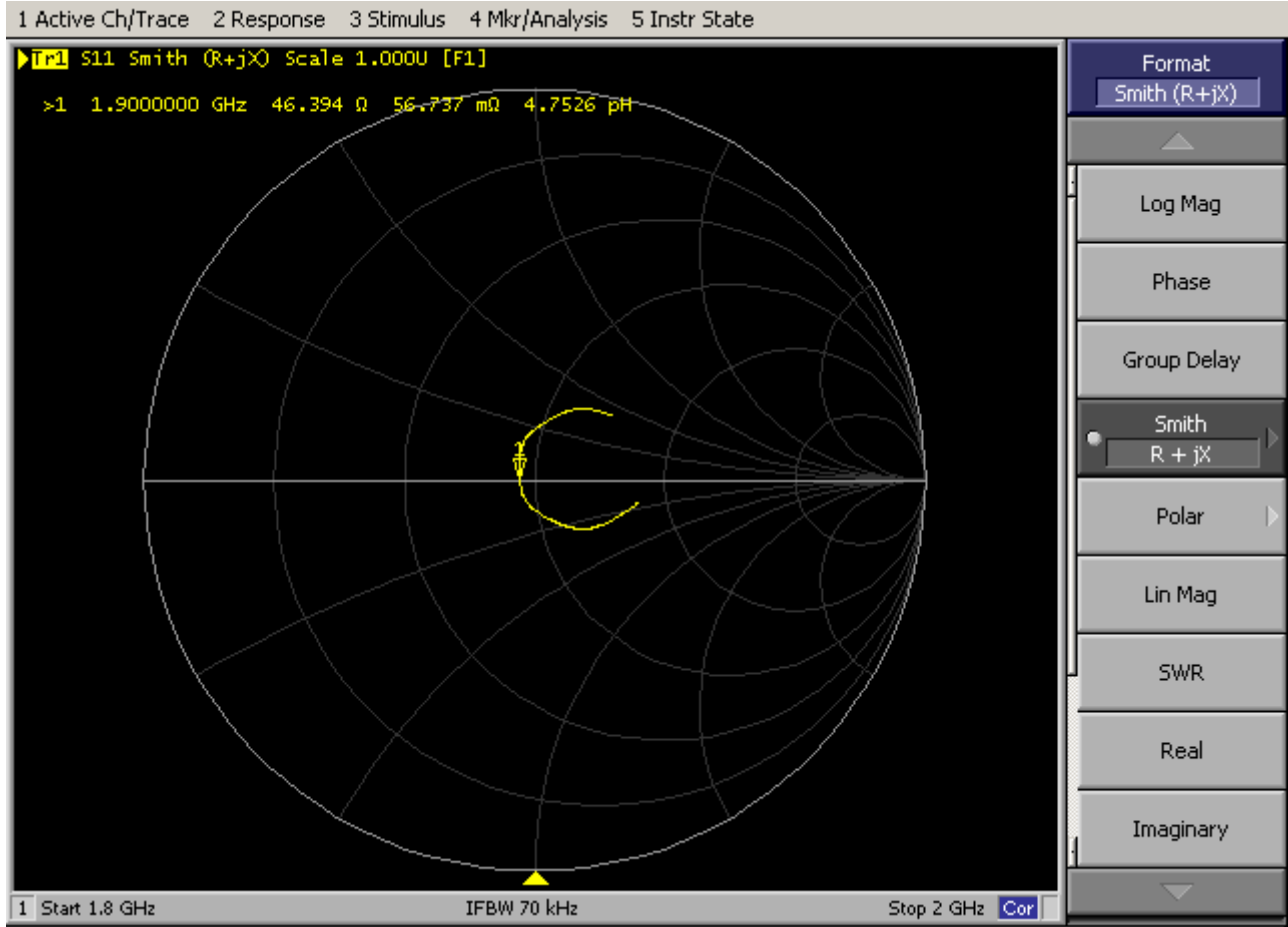 1 Active Ch/Trace 2 Response 3 Stimulus 4 Mkr/Analysis 5 Instr State
Tr1 S11 Smith (R+jX) Scale 1.000U [F1]
>1 1.9000000 GHz 46.394 Ω 56.737 mΩ 4.7526 pH
1
Format
Smith (R+jX)
Log Mag
Phase
Group Delay
Smith
R + jX
Polar
Lin Mag
SWR
Real
Imaginary
1 Start 1.8 GHz IFBW 70 kHz Stop 2 GHz Cor